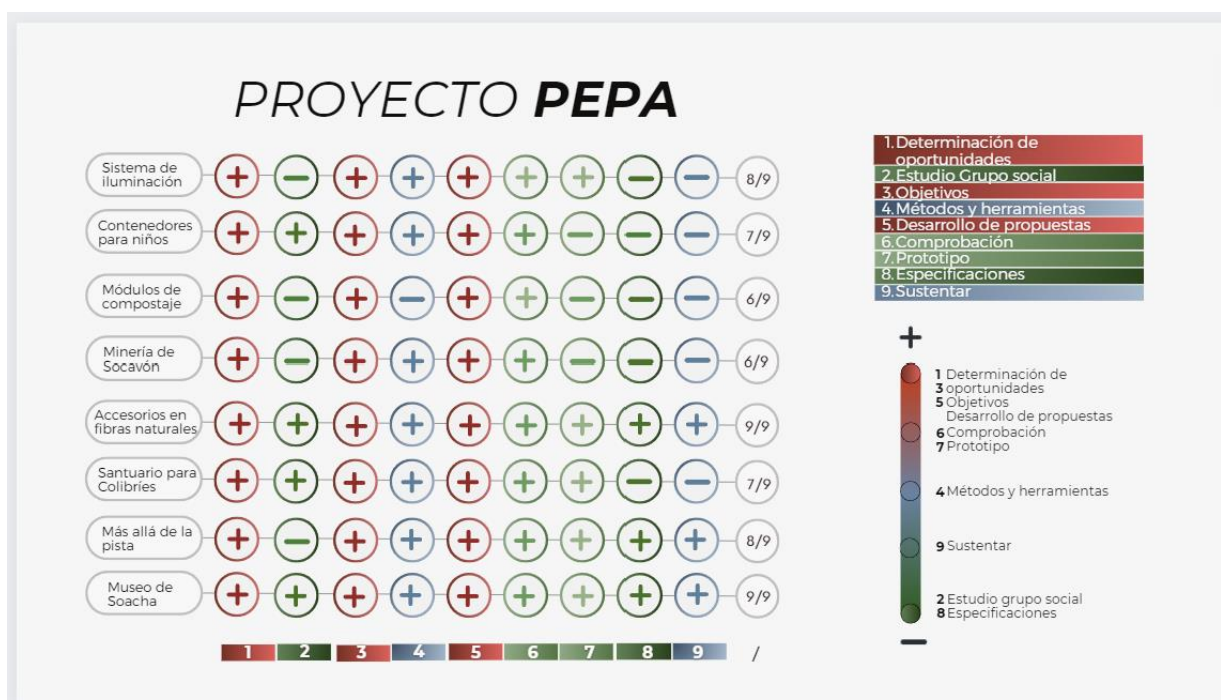 PROYECTO PEPA
Sistema de
iluminación
8/9
Contenedores
para niños
7/9
Módulos de
compostaje
6/9
Minería de
Socavón
6/9
Accesorios en
fibras naturales
9/9
Santuario para
Colibríes
7/9
Más allá de la
pista
8/9
Museo de
Soacha
9/9
1 2 3 4 5 6 7 8 9 /
1.Determinación de
oportunidades
2.Estudio Grupo social
3.Objetivos
4.Métodos y herramientas
5.Desarrollo de propuestas
6.Comprobación
7.Prototipo
8.Especificaciones
9.Sustentar
+
1 Determinación de
3 oportunidades
5 Objetivos
Desarrollo de propuestas
6 Comprobación
7 Prototipo
4 Métodos y herramientas
9 Sustentar
2 Estudio grupo social
8 Especificaciones
—